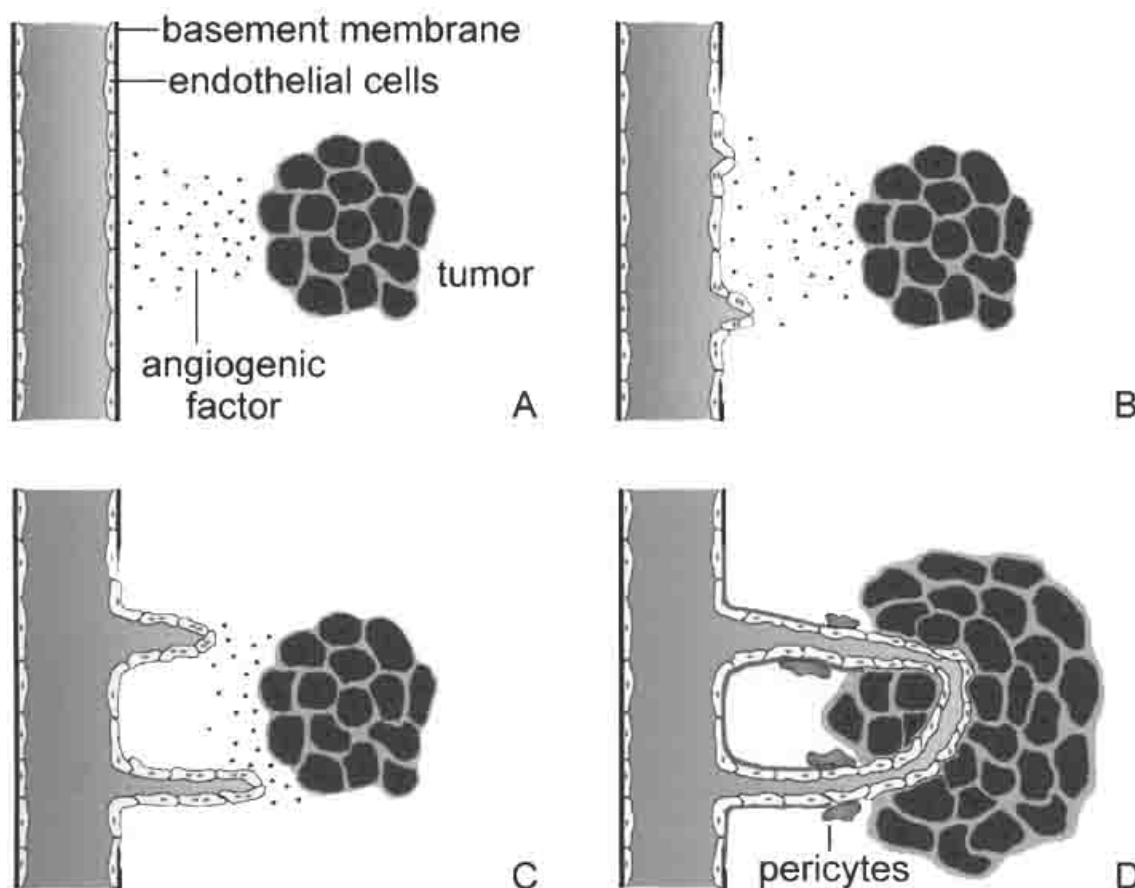 basement membrane
endothelial cells
tumor
angiogenic
factor
A
B
C
pericytes
D